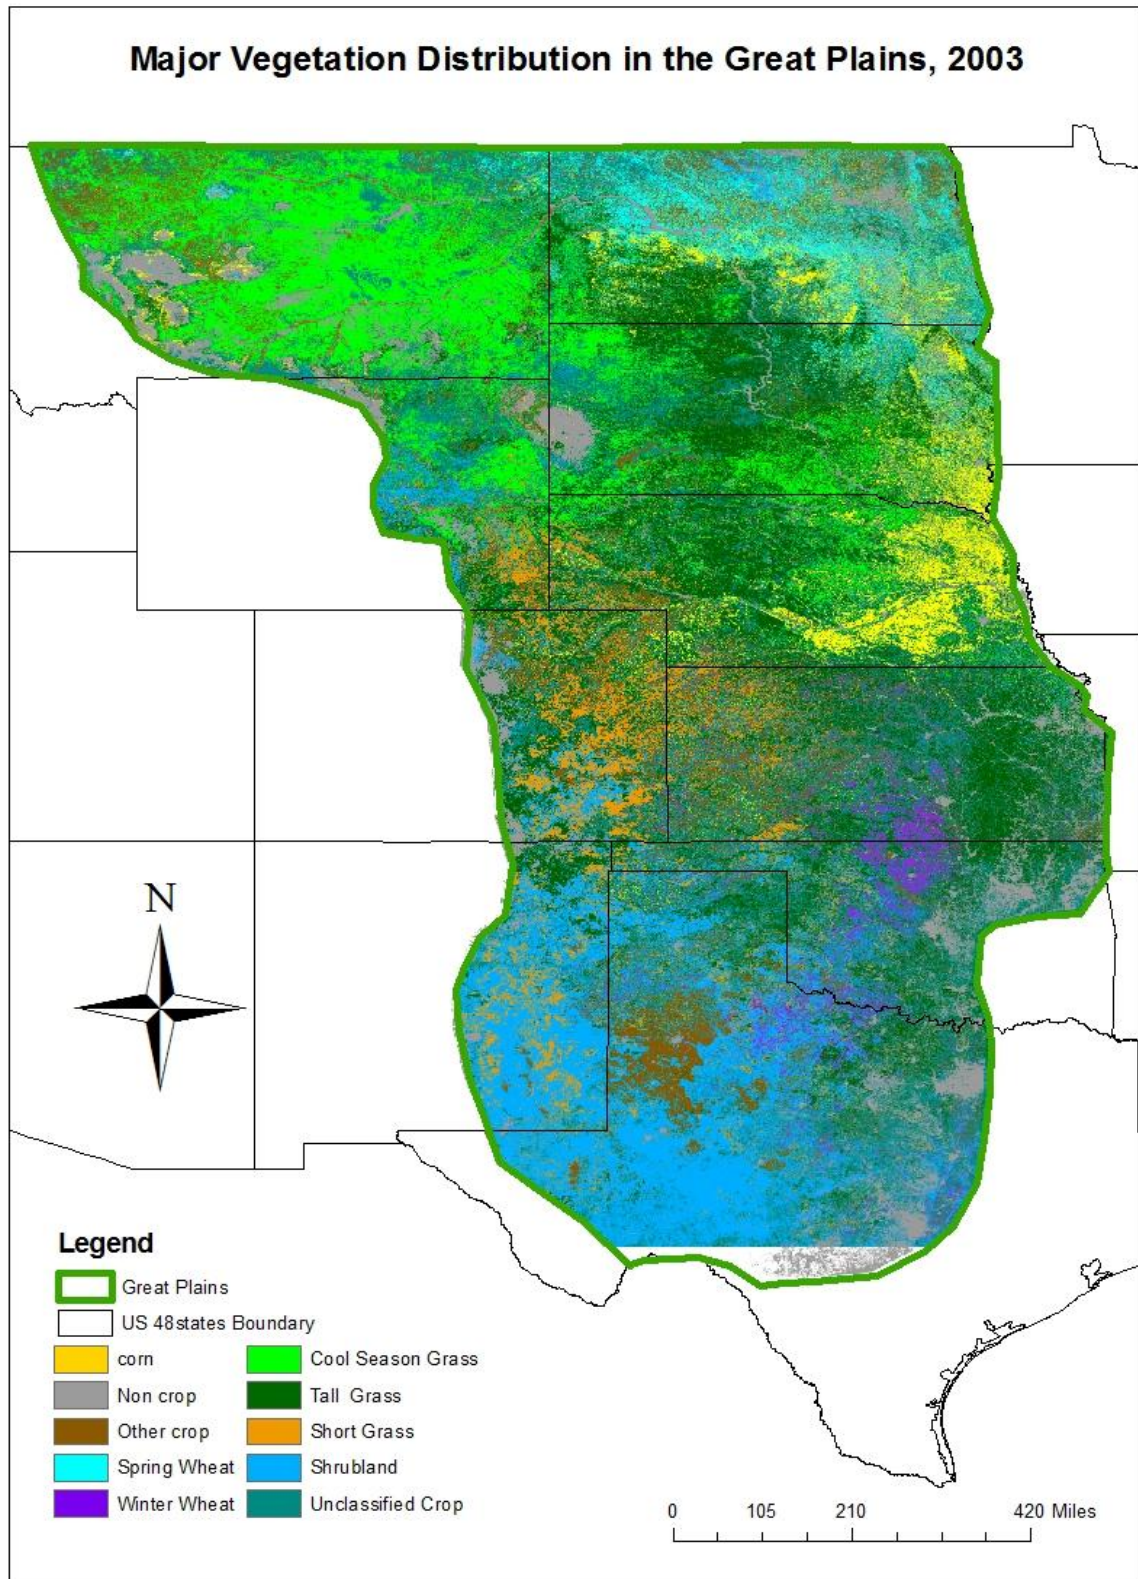 Major Vegetation Distribution in the Great Plains, 2003
N
Legend
Great Plains
US 48states Boundary
corn
Cool Season Grass
Non crop
Tall Grass
Other crop
Short Grass
Spring Wheat
Shrubland
Winter Wheat
Unclassified Crop
0 105 210 420 Miles